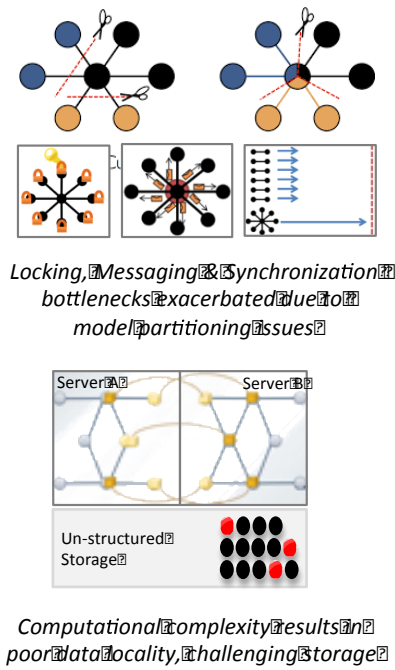 Locking, Messaging & Synchronization
bottlenecks exacerbated due to
model partitioning issues
Server A
Server B
Un-structured
Storage
Computational complexity results in
poor data locality, challenging storage